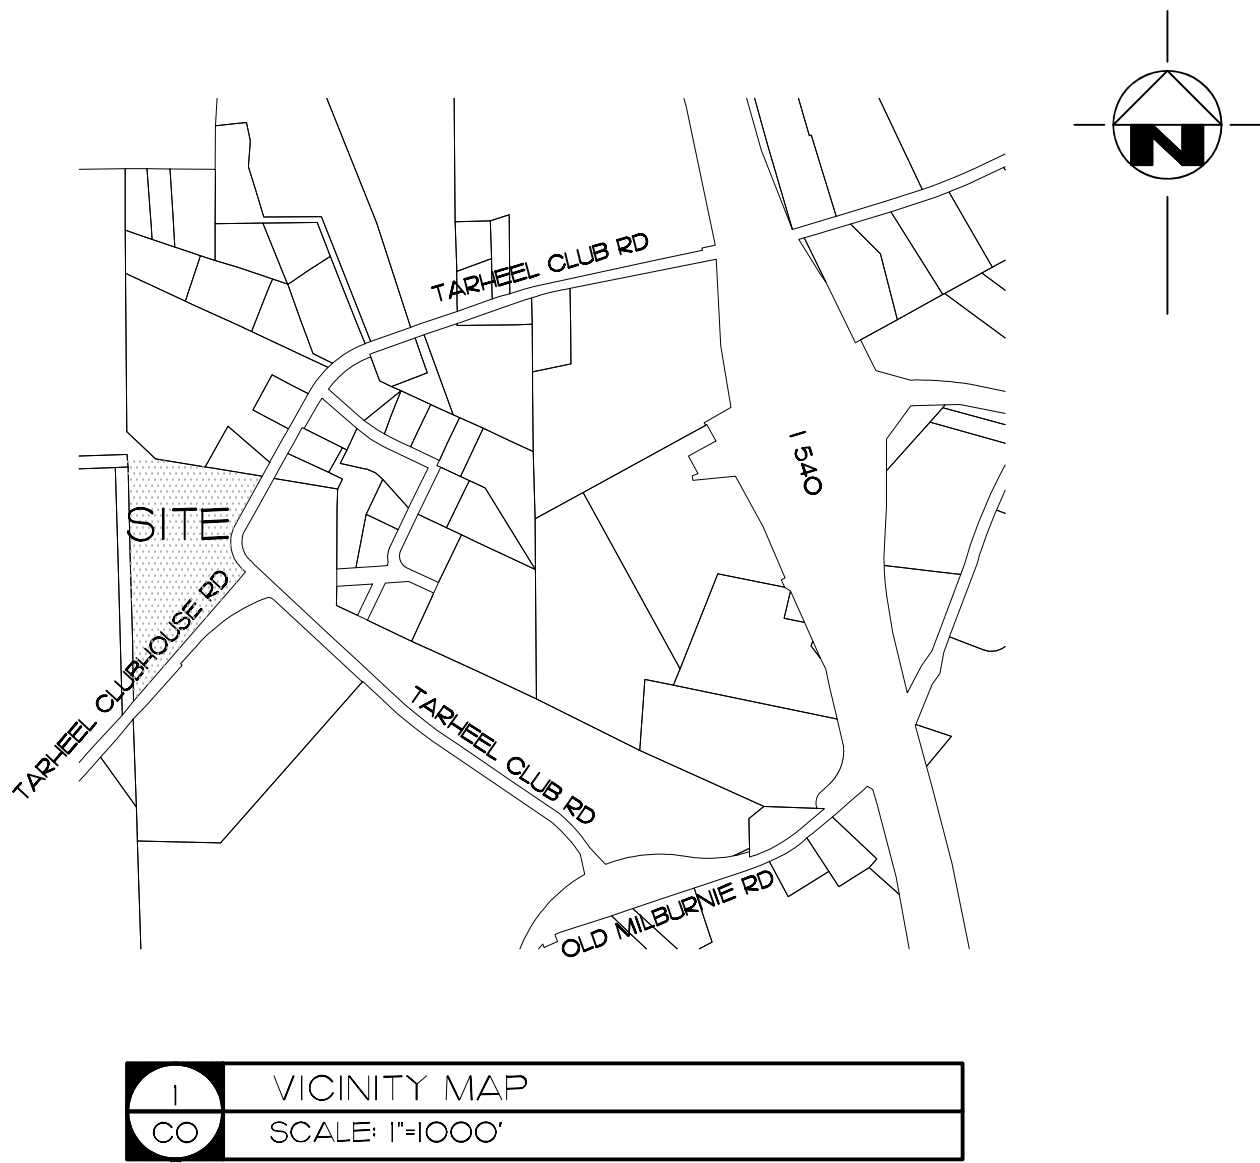 N
TARHEEL CLUB RD
I 540
SITE
TARHEEL CLUBHOUSE RD
TARHEEL CLUB RD
OLD MILBURNIE RD
1
CO
VICINITY MAP
SCALE: 1"=1000'